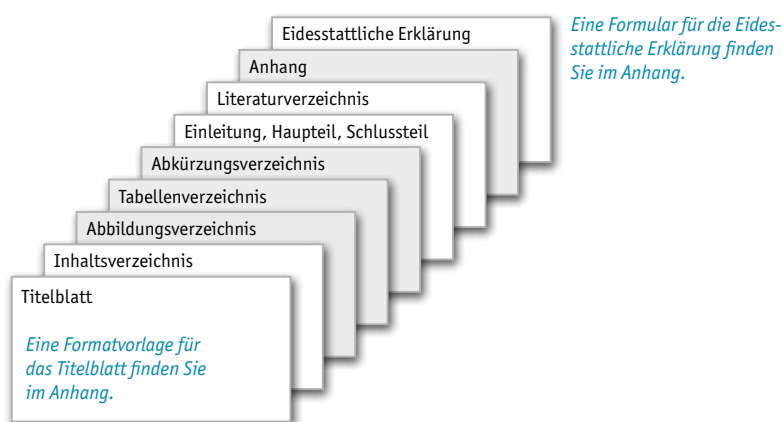 Eidesstattliche Erklärung
Eine Formular für die Eides-
stattliche Erklärung finden
Sie im Anhang.
Anhang
Literaturverzeichnis
Einleitung, Haupteil, Schlussteil
Abkürzungsverzeichnis
Tabellenverzeichnis
Abbildungsverzeichnis
Inhaltsverzeichnis
Titelblatt
Eine Formatvorlage für
das Titelblatt finden Sie
im Anhang.